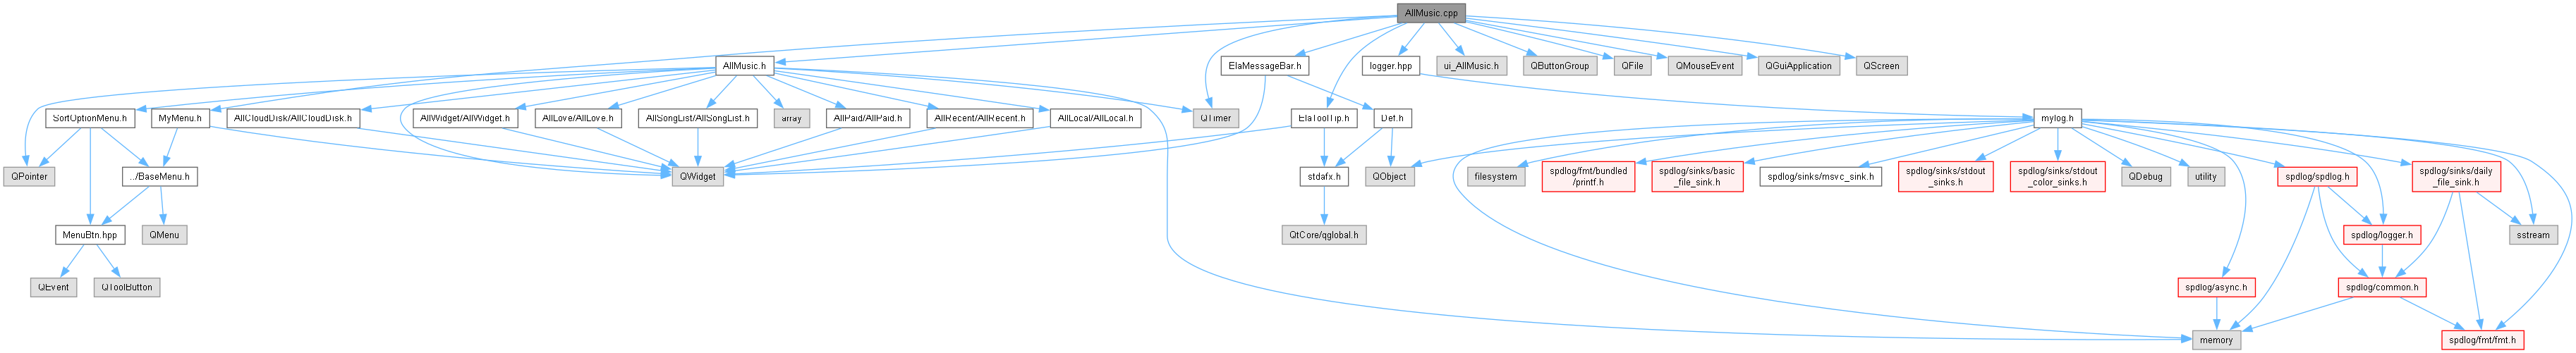 AllMusic.cpp
AllMusic.h
ElaMessageBar.h
logger.hpp
ui_AllMusic.h
QButtonGroup
QFile
QMouseEvent
QGuiApplication
QScreen
SortOptionMenu.h
MyMenu.h
AllCloudDisk/AllCloudDisk.h
AllWidget/AllWidget.h
AllLove/AllLove.h
AllSongList/AllSongList.h
array
AllPaid/AllPaid.h
AllRecent/AllRecent.h
AllLocal/AllLocal.h
QTimer
ElaToolTip.h
Def.h
mylog.h
QPointer
../BaseMenu.h
QWidget
stdafx.h
QObject
filesystem
spdlog/fmt/bundled
/printf.h
spdlog/sinks/basic
_file_sink.h
spdlog/sinks/msvc_sink.h
spdlog/sinks/stdout
_sinks.h
spdlog/sinks/stdout
_color_sinks.h
QDebug
utility
spdlog/spdlog.h
spdlog/sinks/daily
_file_sink.h
MenuBtn.hpp
QMenu
QtCore/qglobal.h
spdlog/logger.h
sstream
QEvent
QToolButton
spdlog/async.h
spdlog/common.h
memory
spdlog/fmt/fmt.h